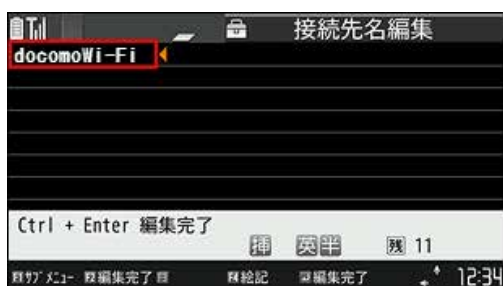 接続先名編集
docomoWi-Fi
Ctrl + Enter 編集完了
挿 英半 残 11
サブメニュー 編集完了 絵記 編集完了 12:34